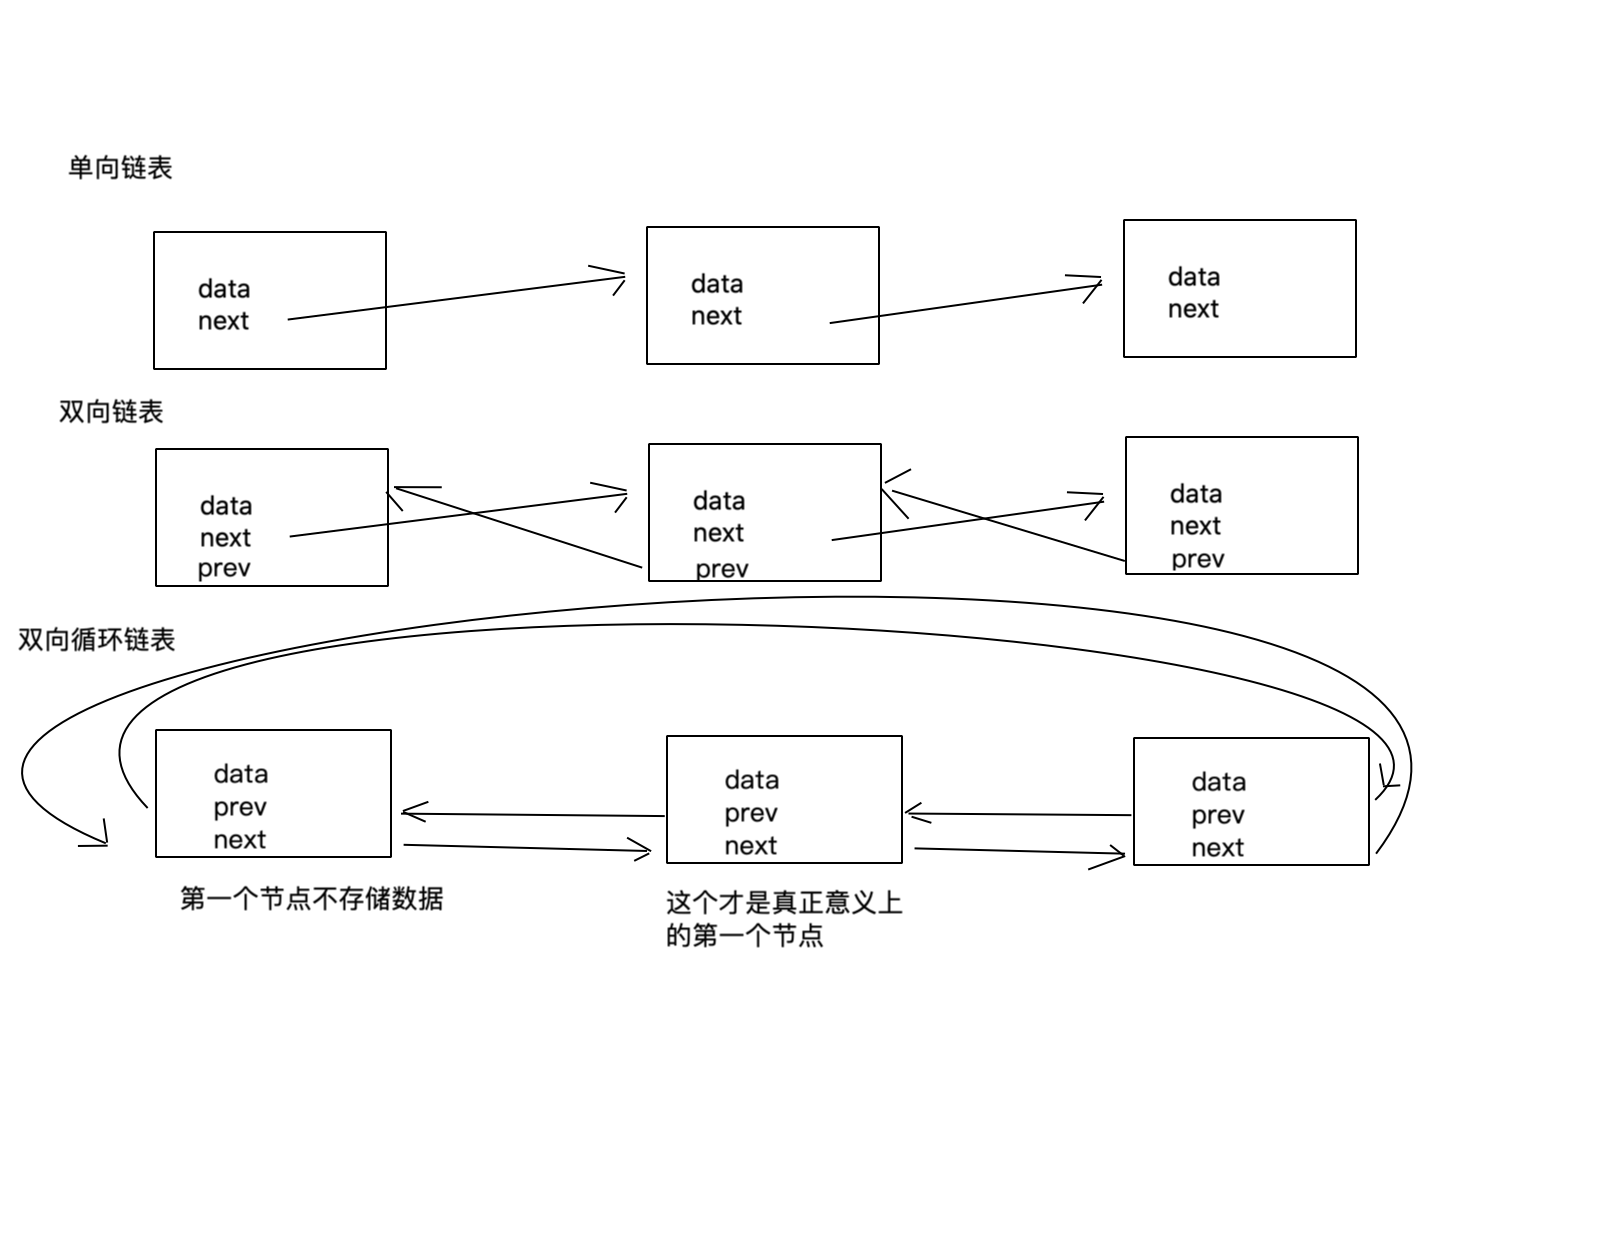 单向链表
data
next
data
next
data
next
双向链表
data
next
prev
data
next
prev
data
next
prev
双向循环链表
data
prev
next
data
prev
next
data
prev
next
第一个节点不存储数据
这个才是真正意义上
的第一个节点